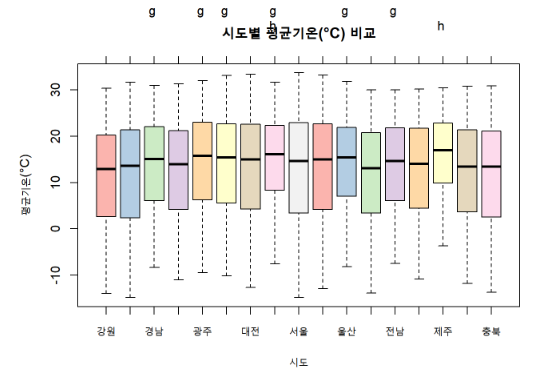 g g g g g g
h h
시도별 평균기온(°C) 비교
평균기온(°C)
30
20
10
0
-10
강원 경남 광주 대전 서울 울산 전남 제주 충북
시도